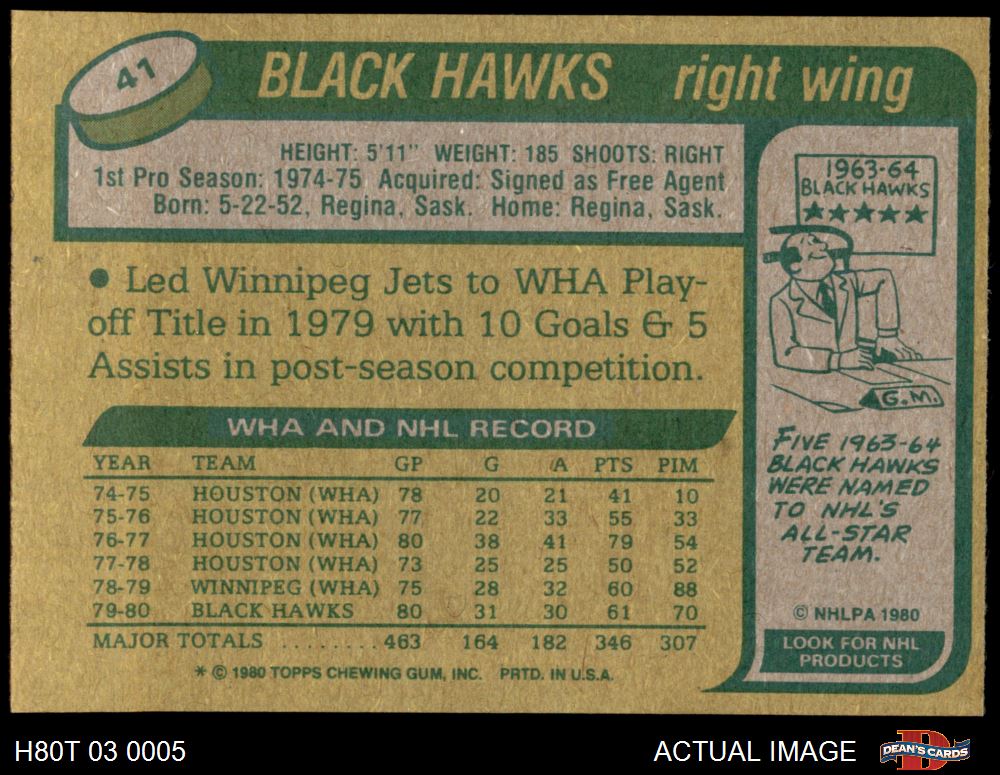 41
BLACK HAWKS right wing
HEIGHT: 5'11" WEIGHT: 185 SHOOTS: RIGHT
1st Pro Season: 1974-75 Acquired: Signed as Free Agent
Born: 5-22-52, Regina, Sask. Home: Regina, Sask.
● Led Winnipeg Jets to WHA Play-
off Title in 1979 with 10 Goals & 5
Assists in post-season competition.
WHA AND NHL RECORD
YEAR TEAM GP G A PTS PIM
74-75 HOUSTON (WHA) 78 20 21 41 10
75-76 HOUSTON (WHA) 77 22 33 55 33
76-77 HOUSTON (WHA) 80 38 41 79 54
77-78 HOUSTON (WHA) 73 25 25 50 52
78-79 WINNIPEG (WHA) 75 28 32 60 88
79-80 BLACK HAWKS 80 31 30 61 70
MAJOR TOTALS ........ 463 164 182 346 307
* © 1980 TOPPS CHEWING GUM, INC. PRTD. IN U.S.A.
1963-64
BLACK HAWKS
★★★★★
G.M.
FIVE 1963-64
BLACK HAWKS
WERE NAMED
TO NHL'S
ALL-STAR
TEAM.
© NHLPA 1980
LOOK FOR NHL
PRODUCTS
H80T 03 0005
ACTUAL IMAGE
D
DEAN'S CARDS